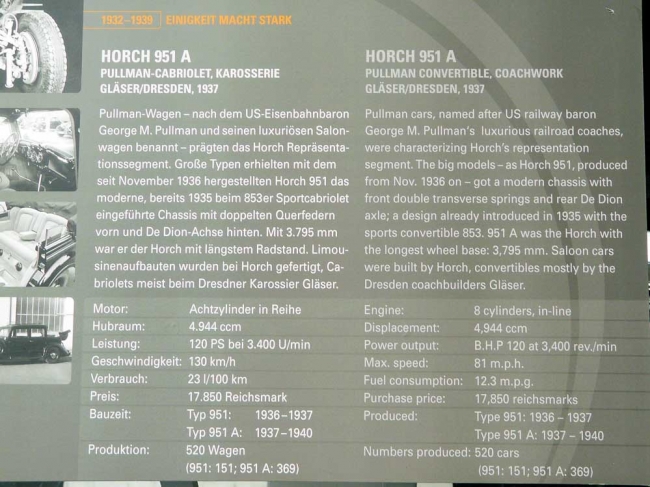 1932–1939 EINIGKEIT MACHT STARK
HORCH 951 A
PULLMAN-CABRIOLET, KAROSSERIE
GLÄSER/DRESDEN, 1937
Pullman-Wagen – nach dem US-Eisenbahnbaron
George M. Pullman und seinen luxuriösen Salon-
wagen benannt – prägten das Horch Repräsenta-
tionssegment. Große Typen erhielten mit dem
seit November 1936 hergestellten Horch 951 das
moderne, bereits 1935 beim 853er Sportcabriolet
eingeführte Chassis mit doppelten Querfedern
vorn und De Dion-Achse hinten. Mit 3.795 mm
war er der Horch mit längstem Radstand. Limou-
sinenaufbauten wurden bei Horch gefertigt, Ca-
briolets meist beim Dresdner Karossier Gläser.
Motor: Achtzylinder in Reihe
Hubraum: 4.944 ccm
Leistung: 120 PS bei 3.400 U/min
Geschwindigkeit: 130 km/h
Verbrauch: 23 l/100 km
Preis: 17.850 Reichsmark
Bauzeit: Typ 951: 1936–1937
Typ 951 A: 1937–1940
Produktion: 520 Wagen
(951: 151; 951 A: 369)
HORCH 951 A
PULLMAN CONVERTIBLE, COACHWORK
GLÄSER/DRESDEN, 1937
Pullman cars, named after US railway baron
George M. Pullman's luxurious railroad coaches,
were characterizing Horch's representation
segment. The big models – as Horch 951, produced
from Nov. 1936 on – got a modern chassis with
front double transverse springs and rear De Dion
axle; a design already introduced in 1935 with the
sports convertible 853. 951 A was the Horch with
the longest wheel base: 3,795 mm. Saloon cars
were built by Horch, convertibles mostly by the
Dresden coachbuilders Gläser.
Engine: 8 cylinders, in-line
Displacement: 4,944 ccm
Power output: B.H.P 120 at 3,400 rev./min
Max. speed: 81 m.p.h.
Fuel consumption: 12.3 m.p.g.
Purchase price: 17,850 reichsmarks
Produced: Type 951: 1936 – 1937
Type 951 A: 1937 – 1940
Numbers produced: 520 cars
(951: 151; 951 A: 369)